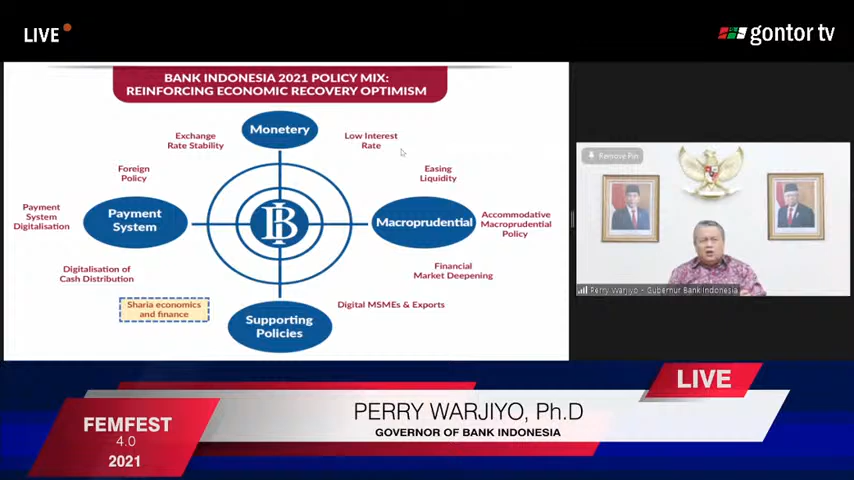 LIVE
gontor tv
BANK INDONESIA 2021 POLICY MIX:
REINFORCING ECONOMIC RECOVERY OPTIMISM
Monetery
Exchange
Rate Stability
Low Interest
Rate
Foreign
Policy
Easing
Liquidity
Payment
System
Digitalisation
Payment
System
Macroprudential
Accommodative
Macroprudential
Policy
Digitalisation of
Cash Distribution
Financial
Market Deepening
Sharia economics
and finance
Digital MSMEs & Exports
Supporting
Policies
Remove Pin
Perry Warjiyo - Gubernur Bank Indonesia
LIVE
FEMFEST
4.0
2021
PERRY WARJIYO, Ph.D
GOVERNOR OF BANK INDONESIA